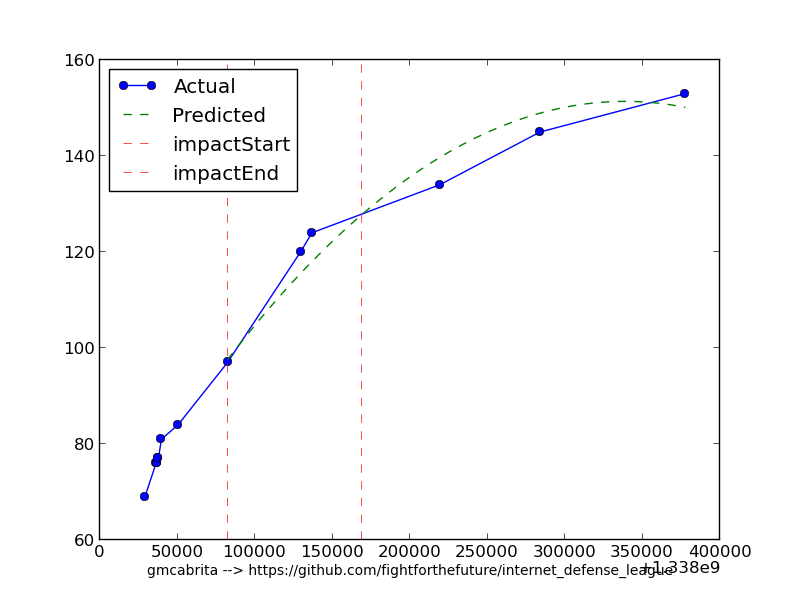 160
140
120
100
80
60
Actual
Predicted
impactStart
impactEnd
0 50000 100000 150000 200000 250000 300000 350000 400000
+1.338e9
gmcabrita --> https://github.com/fightforthefuture/internet_defense_league